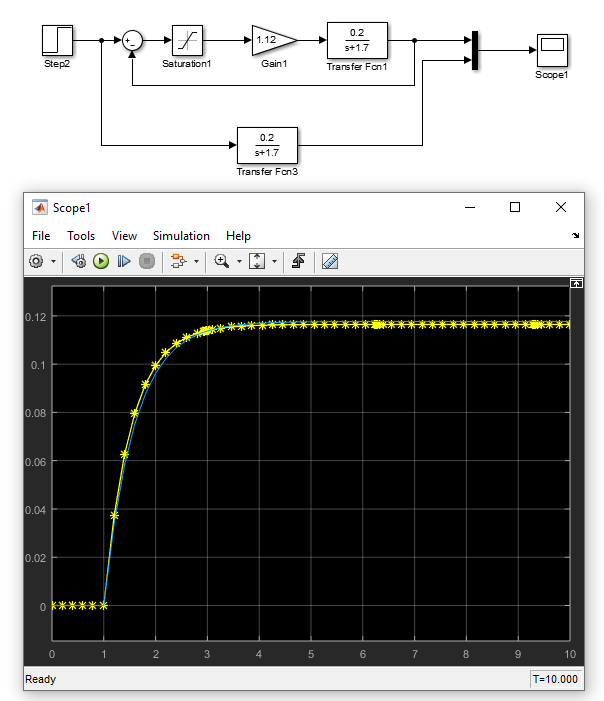 Step2
+
−
Saturation1
1.12
Gain1
0.2
s+1.7
Transfer Fcn1
Scope1
0.2
s+1.7
Transfer Fcn3
Scope1
File Tools View Simulation Help
0.12
0.1
0.08
0.06
0.04
0.02
0
0 1 2 3 4 5 6 7 8 9 10
Ready T=10.000